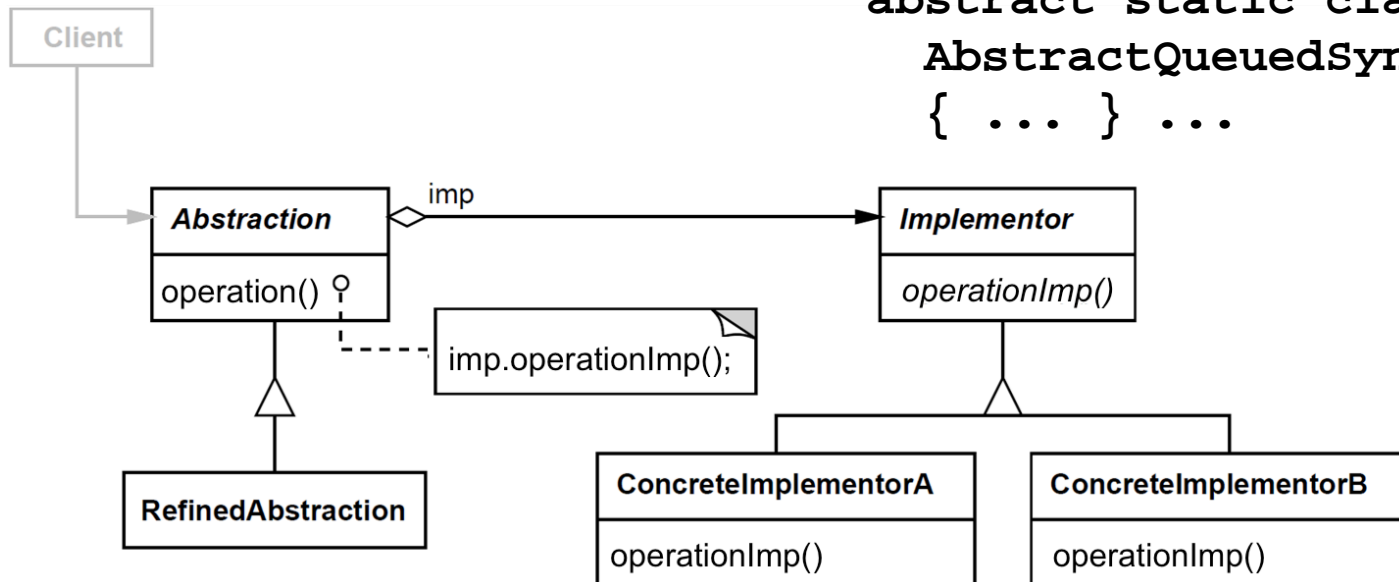 abstract static cla
AbstractQueuedSyn
{ ... } ...
Client
imp
Abstraction
Implementor
operation()
operationImp()
imp.operationImp();
RefinedAbstraction
ConcreteImplementorA
ConcreteImplementorB
operationImp()
operationImp()